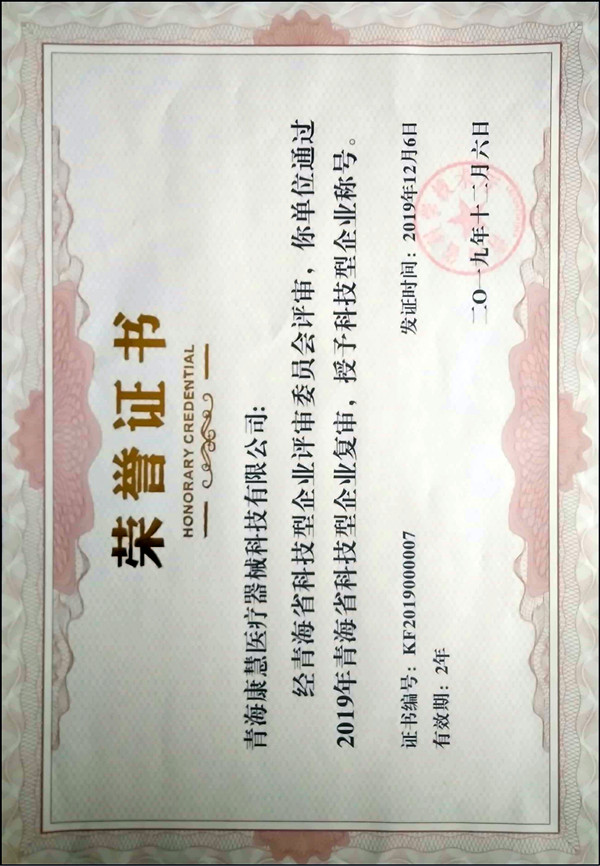 荣誉证书
HONORARY CREDENTIAL
青海康慧医疗器械科技有限公司:
经青海省科技型企业评审委员会评审，你单位通过
2019年青海省科技型企业复审，授予科技型企业称号。
证书编号：KF2019000007 发证时间：2019年12月6日
有效期：2年
二〇一九年十二月六日